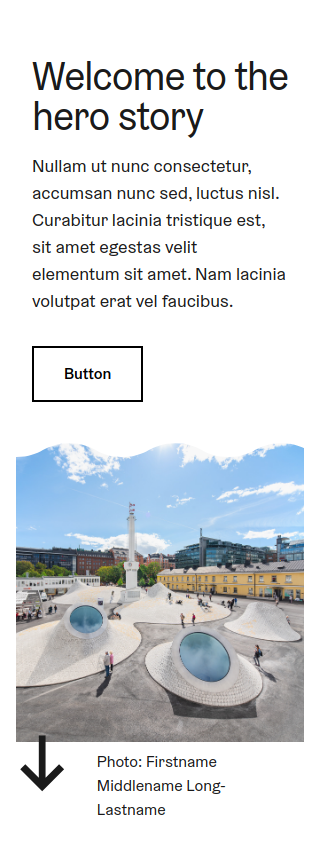 Welcome to the
hero story
Nullam ut nunc consectetur,
accumsan nunc sed, luctus nisl.
Curabitur lacinia tristique est,
sit amet egestas velit
elementum sit amet. Nam lacinia
volutpat erat vel faucibus.
Button
Photo: Firstname
Middlename Long-
Lastname